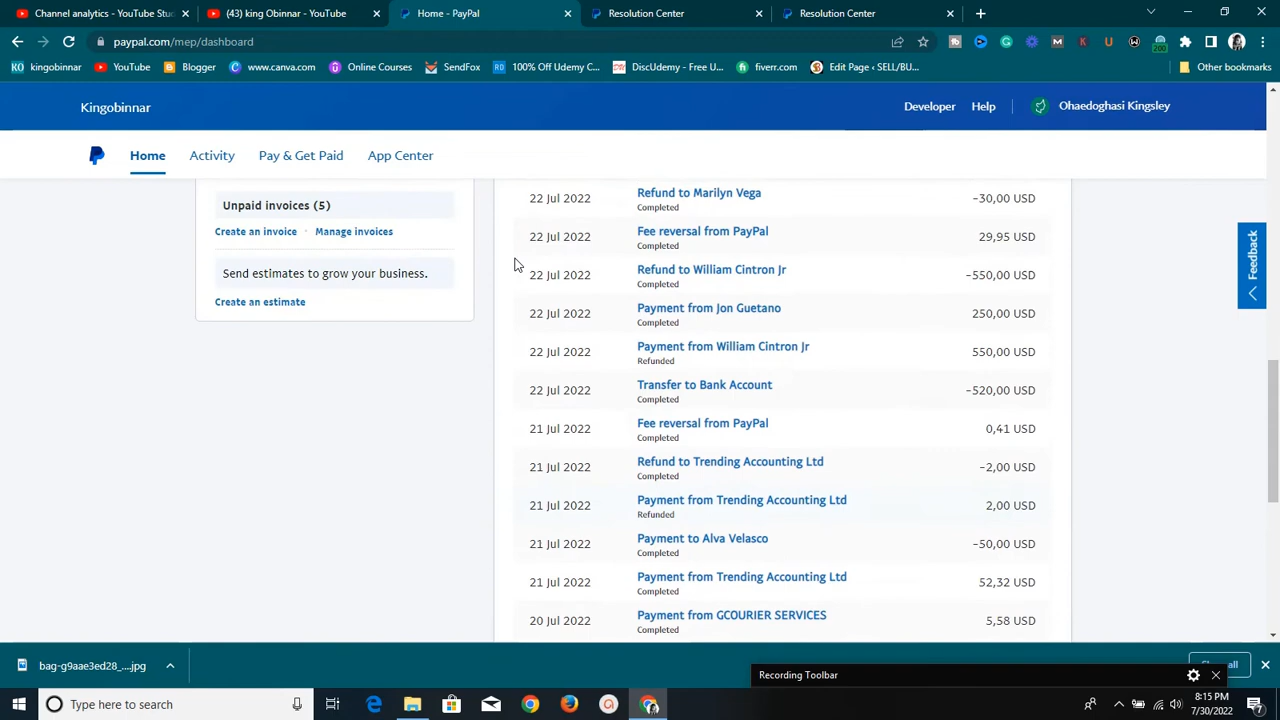 Channel analytics - YouTube Stu
(43) king Obinnar - YouTube
Home - PayPal
Resolution Center
Resolution Center
paypal.com/mep/dashboard
kingobinnar
YouTube
Blogger
www.canva.com
Online Courses
SendFox
100% Off Udemy C...
DiscUdemy - Free U...
fiverr.com
Edit Page ‹ SELL/BU...
Other bookmarks
Kingobinnar
Developer
Help
Ohaedoghasi Kingsley
Home
Activity
Pay & Get Paid
App Center
Unpaid invoices (5)
Create an invoice · Manage invoices
Send estimates to grow your business.
Create an estimate
22 Jul 2022 Refund to Marilyn Vega -30,00 USD
Completed
22 Jul 2022 Fee reversal from PayPal 29,95 USD
Completed
22 Jul 2022 Refund to William Cintron Jr -550,00 USD
Completed
22 Jul 2022 Payment from Jon Guetano 250,00 USD
Completed
22 Jul 2022 Payment from William Cintron Jr 550,00 USD
Refunded
22 Jul 2022 Transfer to Bank Account -520,00 USD
Completed
21 Jul 2022 Fee reversal from PayPal 0,41 USD
Completed
21 Jul 2022 Refund to Trending Accounting Ltd -2,00 USD
Completed
21 Jul 2022 Payment from Trending Accounting Ltd 2,00 USD
Refunded
21 Jul 2022 Payment to Alva Velasco -50,00 USD
Completed
21 Jul 2022 Payment from Trending Accounting Ltd 52,32 USD
Completed
20 Jul 2022 Payment from GCOURIER SERVICES 5,58 USD
Completed
Feedback
bag-g9aae3ed28_....jpg
Recording Toolbar
Type here to search
8:15 PM
7/30/2022